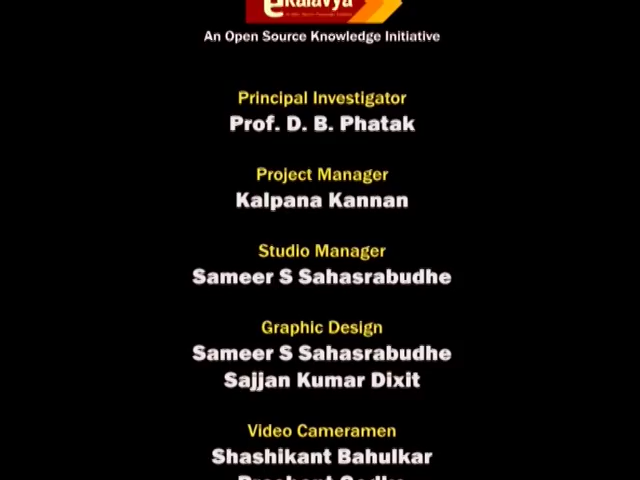 eKalavya
An Open Source Knowledge Initiative
Principal Investigator
Prof. D. B. Phatak
Project Manager
Kalpana Kannan
Studio Manager
Sameer S Sahasrabudhe
Graphic Design
Sameer S Sahasrabudhe
Sajjan Kumar Dixit
Video Cameramen
Shashikant Bahulkar